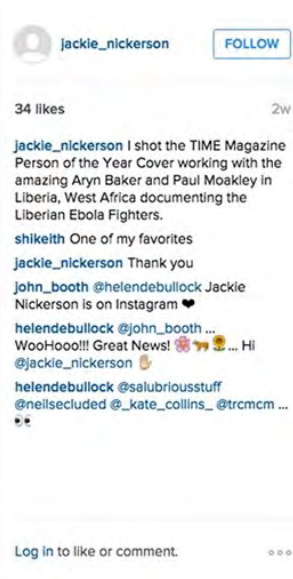 jackie_nickerson
FOLLOW
34 likes
2w
jackie_nickerson I shot the TIME Magazine
Person of the Year Cover working with the
amazing Aryn Baker and Paul Moakley in
Liberia, West Africa documenting the
Liberian Ebola Fighters.
shikeith One of my favorites
jackie_nickerson Thank you
john_booth @helendebullock Jackie
Nickerson is on Instagram ❤
helendebullock @john_booth ...
WooHooo!!! Great News! 🌸🐆🌻... Hi
@jackie_nickerson ✋
helendebullock @salubriousstuff
@neilsecluded @_kate_collins_ @trcmcm ...
👀
Log in to like or comment.